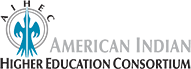 AIHEC
AMERICAN INDIAN
HIGHER EDUCATION CONSORTIUM